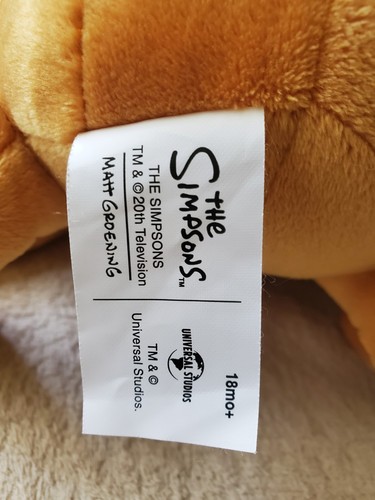 THE
SIMPSONS™
THE SIMPSONS
TM & ©20th Television
MATT GROENING
18mo+
UNIVERSAL STUDIOS
TM & ©
Universal Studios.